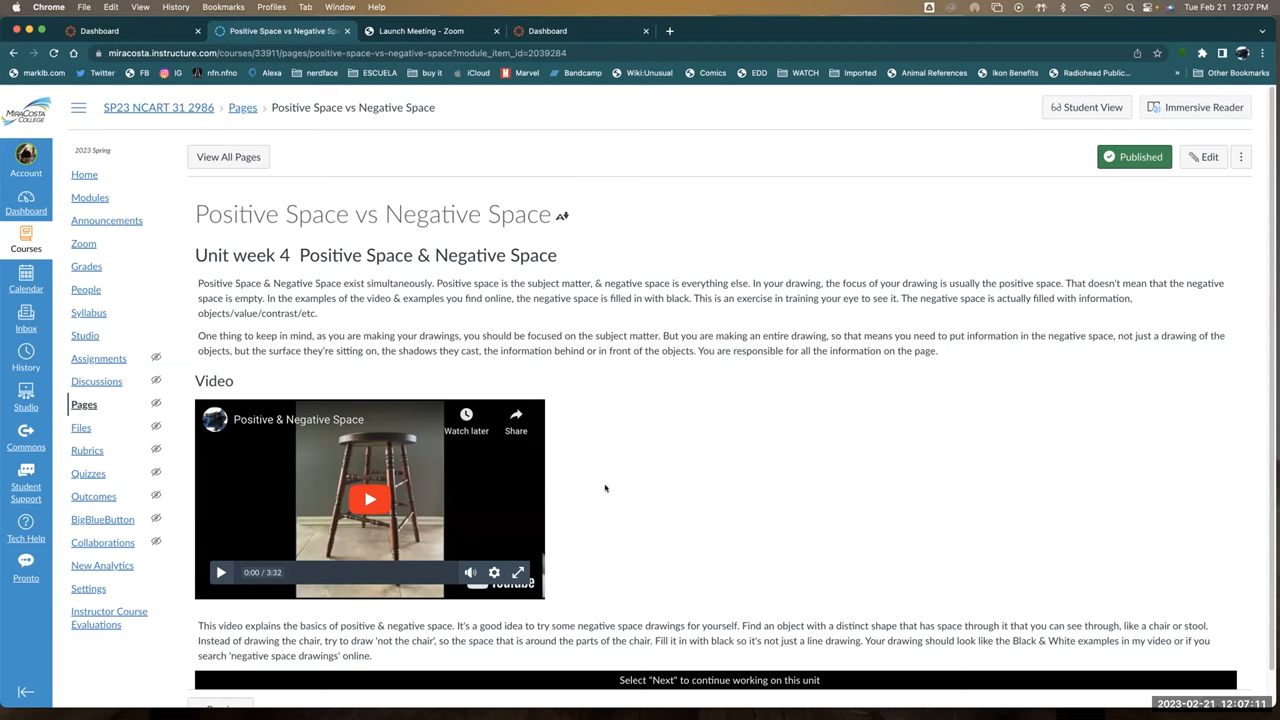 Chrome File Edit View History Bookmarks Profiles Tab Window Help Tue Feb 21 12:07 PM
Dashboard × Positive Space vs Negative Sp × Launch Meeting - Zoom × Dashboard × +
miracosta.instructure.com/courses/33911/pages/positive-space-vs-negative-space?module_item_id=2039284
marklb.com Twitter FB IG nfn.nfno Alexa nerdface ESCUELA buy it iCloud Marvel Bandcamp Wiki:Unusual Comics EDD WATCH Imported Animal References Ikon Benefits Radiohead Public... » Other Bookmarks
MIRACOSTA COLLEGE
SP23 NCART 31 2986 › Pages › Positive Space vs Negative Space
Student View
Immersive Reader
Account
Dashboard
Courses
Calendar
Inbox
History
Studio
Commons
Student Support
Tech Help
Pronto
2023 Spring
Home
Modules
Announcements
Zoom
Grades
People
Syllabus
Studio
Assignments
Discussions
Pages
Files
Rubrics
Quizzes
Outcomes
BigBlueButton
Collaborations
New Analytics
Settings
Instructor Course
Evaluations
View All Pages
Published
Edit
Positive Space vs Negative Space
Unit week 4 Positive Space & Negative Space
Positive Space & Negative Space exist simultaneously. Positive space is the subject matter, & negative space is everything else. In your drawing, the focus of your drawing is usually the positive space. That doesn't mean that the negative
space is empty. In the examples of the video & examples you find online, the negative space is filled in with black. This is an exercise in training your eye to see it. The negative space is actually filled with information,
objects/value/contrast/etc.
One thing to keep in mind, as you are making your drawings, you should be focused on the subject matter. But you are making an entire drawing, so that means you need to put information in the negative space, not just a drawing of the
objects, but the surface they're sitting on, the shadows they cast, the information behind or in front of the objects. You are responsible for all the information on the page.
Video
Positive & Negative Space
Watch later
Share
0:00 / 3:32
YouTube
This video explains the basics of positive & negative space. It's a good idea to try some negative space drawings for yourself. Find an object with a distinct shape that has space through it that you can see through, like a chair or stool.
Instead of drawing the chair, try to draw 'not the chair', so the space that is around the parts of the chair. Fill it in with black so it's not just a line drawing. Your drawing should look like the Black & White examples in my video or if you
search 'negative space drawings' online.
Select "Next" to continue working on this unit
2023-02-21 12:07:11